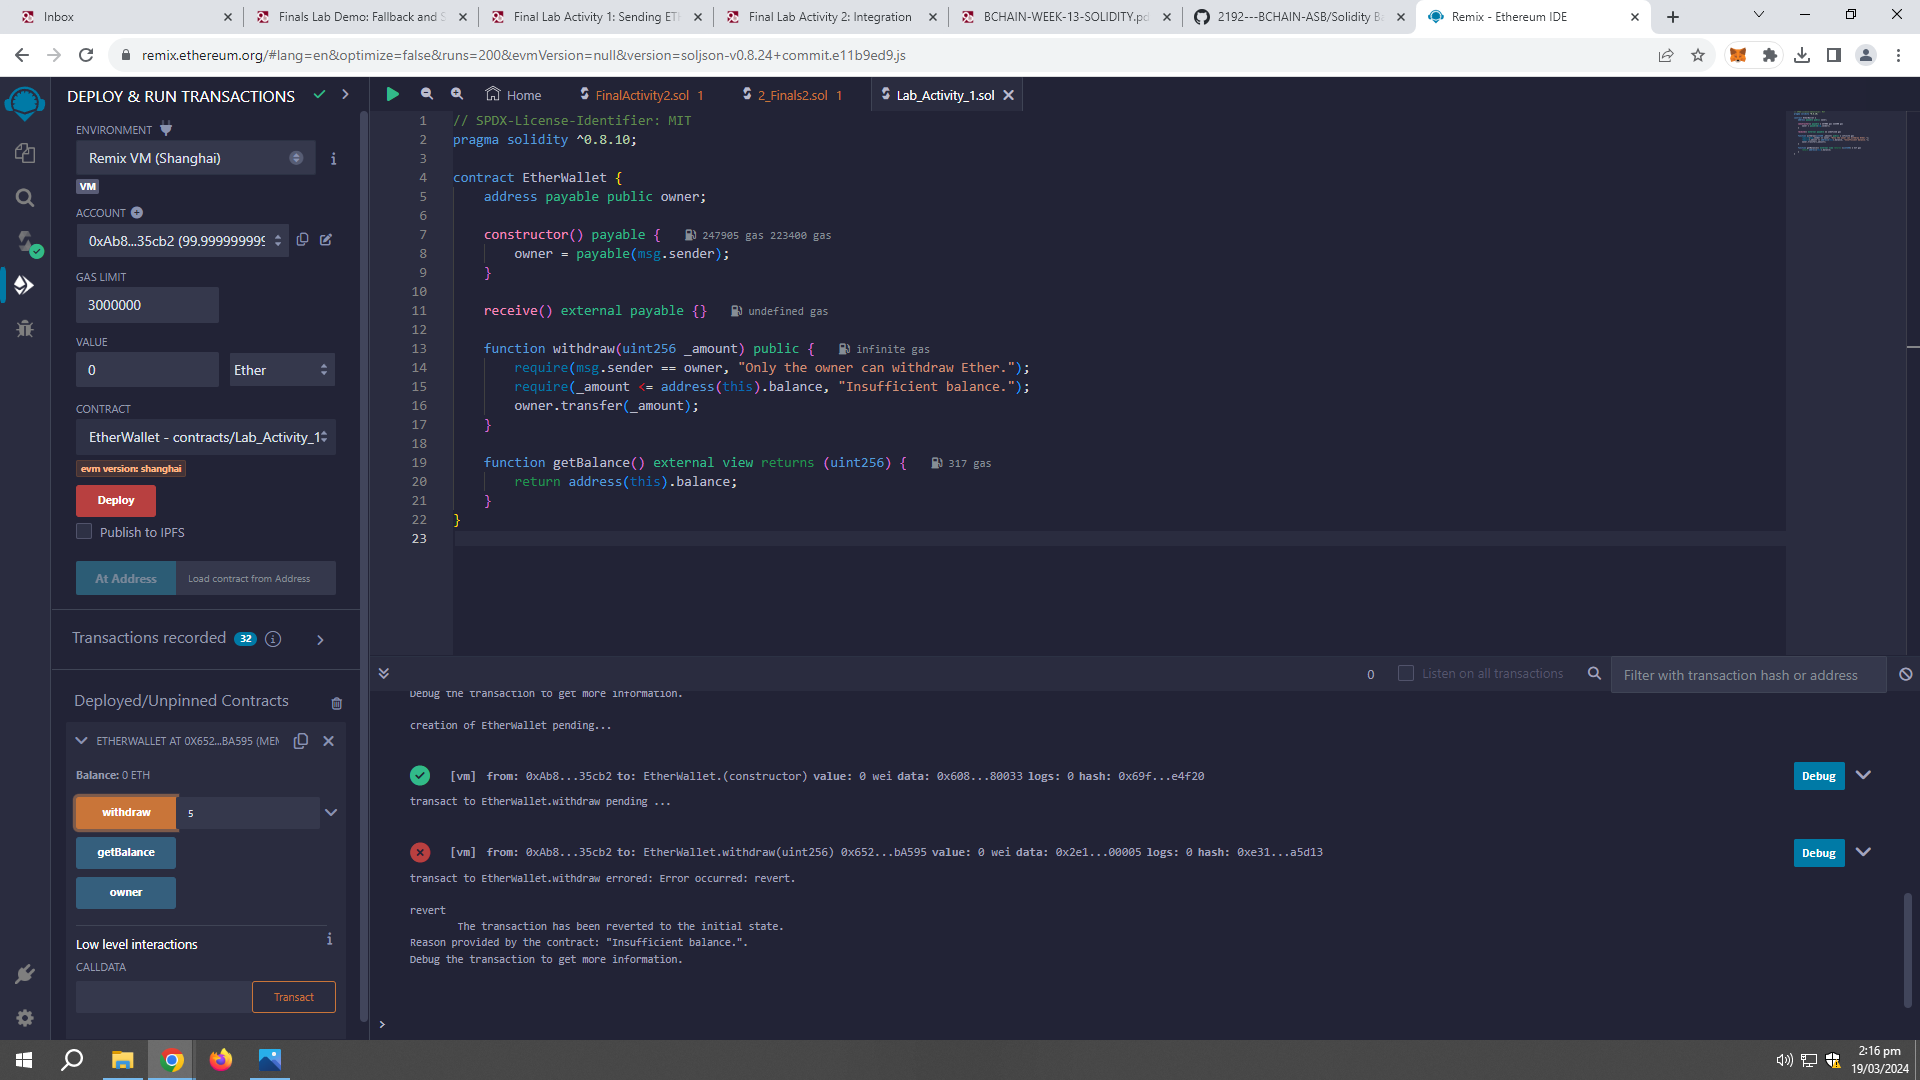 Inbox
Finals Lab Demo: Fallback and S
Final Lab Activity 1: Sending ETH
Final Lab Activity 2: Integration
BCHAIN-WEEK-13-SOLIDITY.pd
2192---BCHAIN-ASB/Solidity Ba
Remix - Ethereum IDE
remix.ethereum.org/#lang=en&optimize=false&runs=200&evmVersion=null&version=soljson-v0.8.24+commit.e11b9ed9.js
DEPLOY & RUN TRANSACTIONS
ENVIRONMENT
Remix VM (Shanghai)
VM
ACCOUNT
0xAb8...35cb2 (99.999999999
GAS LIMIT
3000000
VALUE
0
Ether
CONTRACT
EtherWallet - contracts/Lab_Activity_1
evm version: shanghai
Deploy
Publish to IPFS
At Address
Load contract from Address
Transactions recorded 32 i
Deployed/Unpinned Contracts
ETHERWALLET AT 0X652...BA595 (MEM
Balance: 0 ETH
withdraw
5
getBalance
owner
Low level interactions
CALLDATA
Transact
Home
FinalActivity2.sol 1
2_Finals2.sol 1
Lab_Activity_1.sol
1 // SPDX-License-Identifier: MIT
2 pragma solidity ^0.8.10;
3
4 contract EtherWallet {
5 address payable public owner;
6
7 constructor() payable { 247905 gas 223400 gas
8 owner = payable(msg.sender);
9 }
10
11 receive() external payable {} undefined gas
12
13 function withdraw(uint256 _amount) public { infinite gas
14 require(msg.sender == owner, "Only the owner can withdraw Ether.");
15 require(_amount <= address(this).balance, "Insufficient balance.");
16 owner.transfer(_amount);
17 }
18
19 function getBalance() external view returns (uint256) { 317 gas
20 return address(this).balance;
21 }
22 }
23
0
Listen on all transactions
Filter with transaction hash or address
Debug the transaction to get more information.
creation of EtherWallet pending...
[vm] from: 0xAb8...35cb2 to: EtherWallet.(constructor) value: 0 wei data: 0x608...80033 logs: 0 hash: 0x69f...e4f20
Debug
transact to EtherWallet.withdraw pending ...
[vm] from: 0xAb8...35cb2 to: EtherWallet.withdraw(uint256) 0x652...bA595 value: 0 wei data: 0x2e1...00005 logs: 0 hash: 0xe31...a5d13
Debug
transact to EtherWallet.withdraw errored: Error occurred: revert.
revert
The transaction has been reverted to the initial state.
Reason provided by the contract: "Insufficient balance.".
Debug the transaction to get more information.
>
2:16 pm
19/03/2024